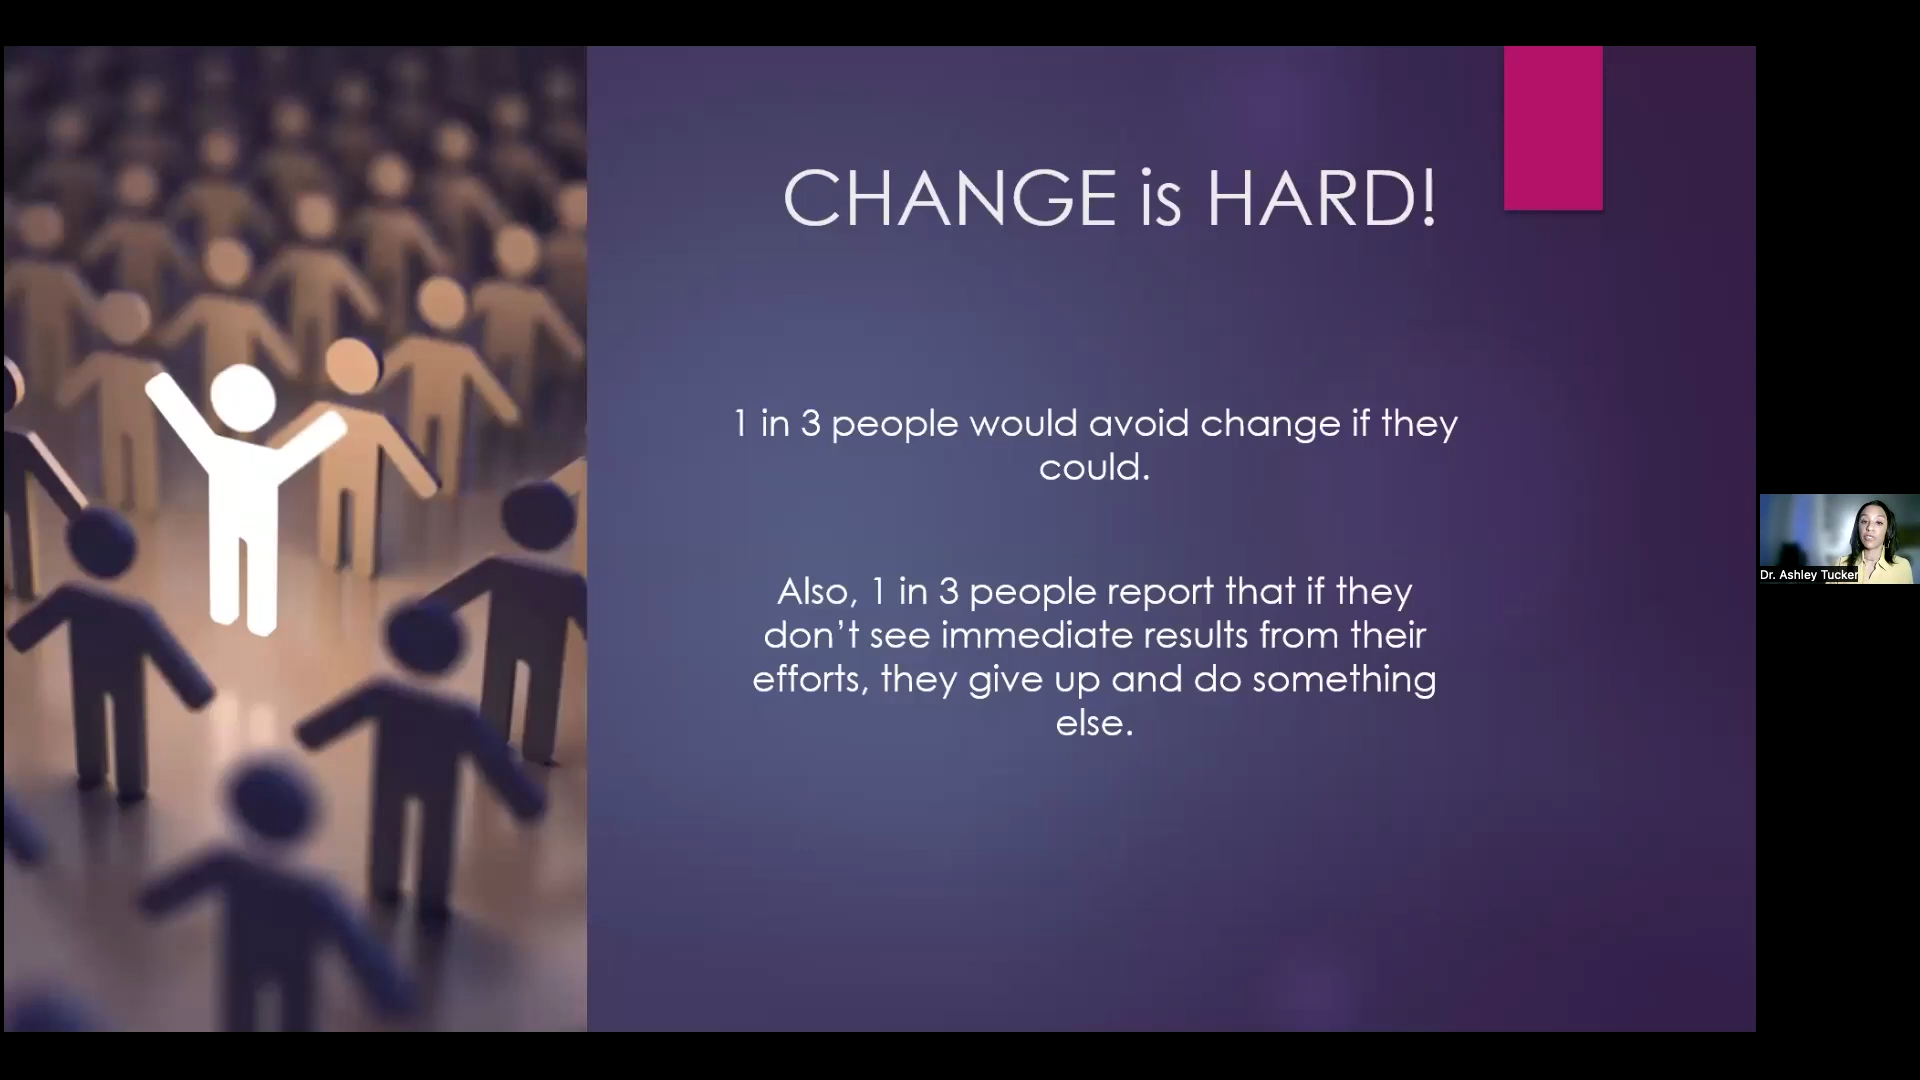 CHANGE is HARD!
1 in 3 people would avoid change if they
could.
Also, 1 in 3 people report that if they
don’t see immediate results from their
efforts, they give up and do something
else.
Dr. Ashley Tucker